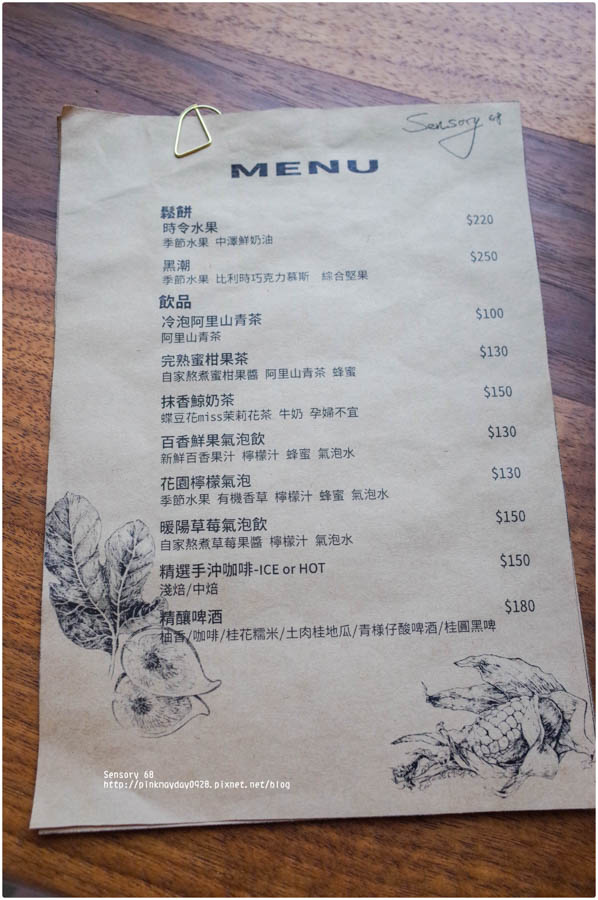 Sensory 68
MENU
鬆餅
時令水果 $220
季節水果 中澤鮮奶油
黑潮 $250
季節水果 比利時巧克力慕斯 綜合堅果
飲品
冷泡阿里山青茶 $100
阿里山青茶
完熟蜜柑果茶 $130
自家熬煮蜜柑果醬 阿里山青茶 蜂蜜
抹香鯨奶茶 $150
蝶豆花miss茉莉花茶 牛奶 孕婦不宜
百香鮮果氣泡飲 $130
新鮮百香果汁 檸檬汁 蜂蜜 氣泡水
花園檸檬氣泡 $130
季節水果 有機香草 檸檬汁 蜂蜜 氣泡水
暖陽草莓氣泡飲 $150
自家熬煮草莓果醬 檸檬汁 氣泡水
精選手沖咖啡-ICE or HOT $150
淺焙/中焙
精釀啤酒 $180
柚香/咖啡/桂花糯米/土肉桂地瓜/青様仔酸啤酒/桂圓黑啤
Sensory 68
http://pinkmayday0928.pixnet.net/blog